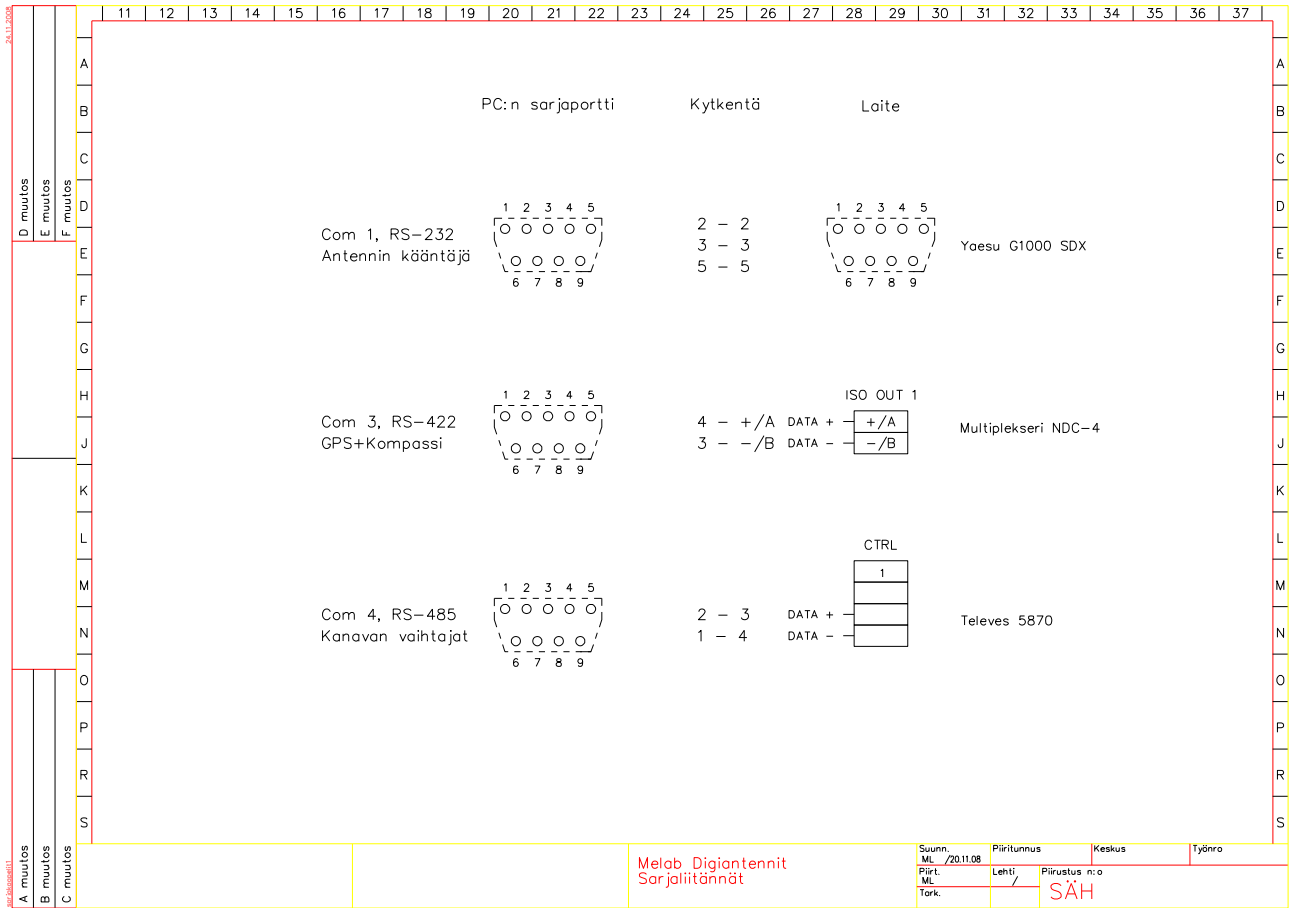 24.11.2008
11 12 13 14 15 16 17 18 19 20 21 22 23 24 25 26 27 28 29 30 31 32 33 34 35 36 37
A A
B B
C C
D D
E E
F F
G G
H H
J J
K K
L L
M M
N N
O O
P P
R R
S S
D muutos
E muutos
F muutos
A muutos
B muutos
C muutos
PC:n sarjaportti Kytkentä Laite
1 2 3 4 5
Com 1, RS-232
Antennin kääntäjä
6 7 8 9
2 - 2
3 - 3
5 - 5
1 2 3 4 5
6 7 8 9
Yaesu G1000 SDX
1 2 3 4 5
Com 3, RS-422
GPS+Kompassi
6 7 8 9
4 - +/A DATA +
3 - -/B DATA -
ISO OUT 1
+/A
-/B
Multiplekseri NDC-4
1 2 3 4 5
Com 4, RS-485
Kanavan vaihtajat
6 7 8 9
2 - 3 DATA +
1 - 4 DATA -
CTRL
1
Televes 5870
Melab Digiantennit
Sarjaliitännät
Suunn. Piiritunnus Keskus Työnro
ML /20.11.08
Piirt. Lehti Piirustus n:o
ML /
SÄH
Tark.